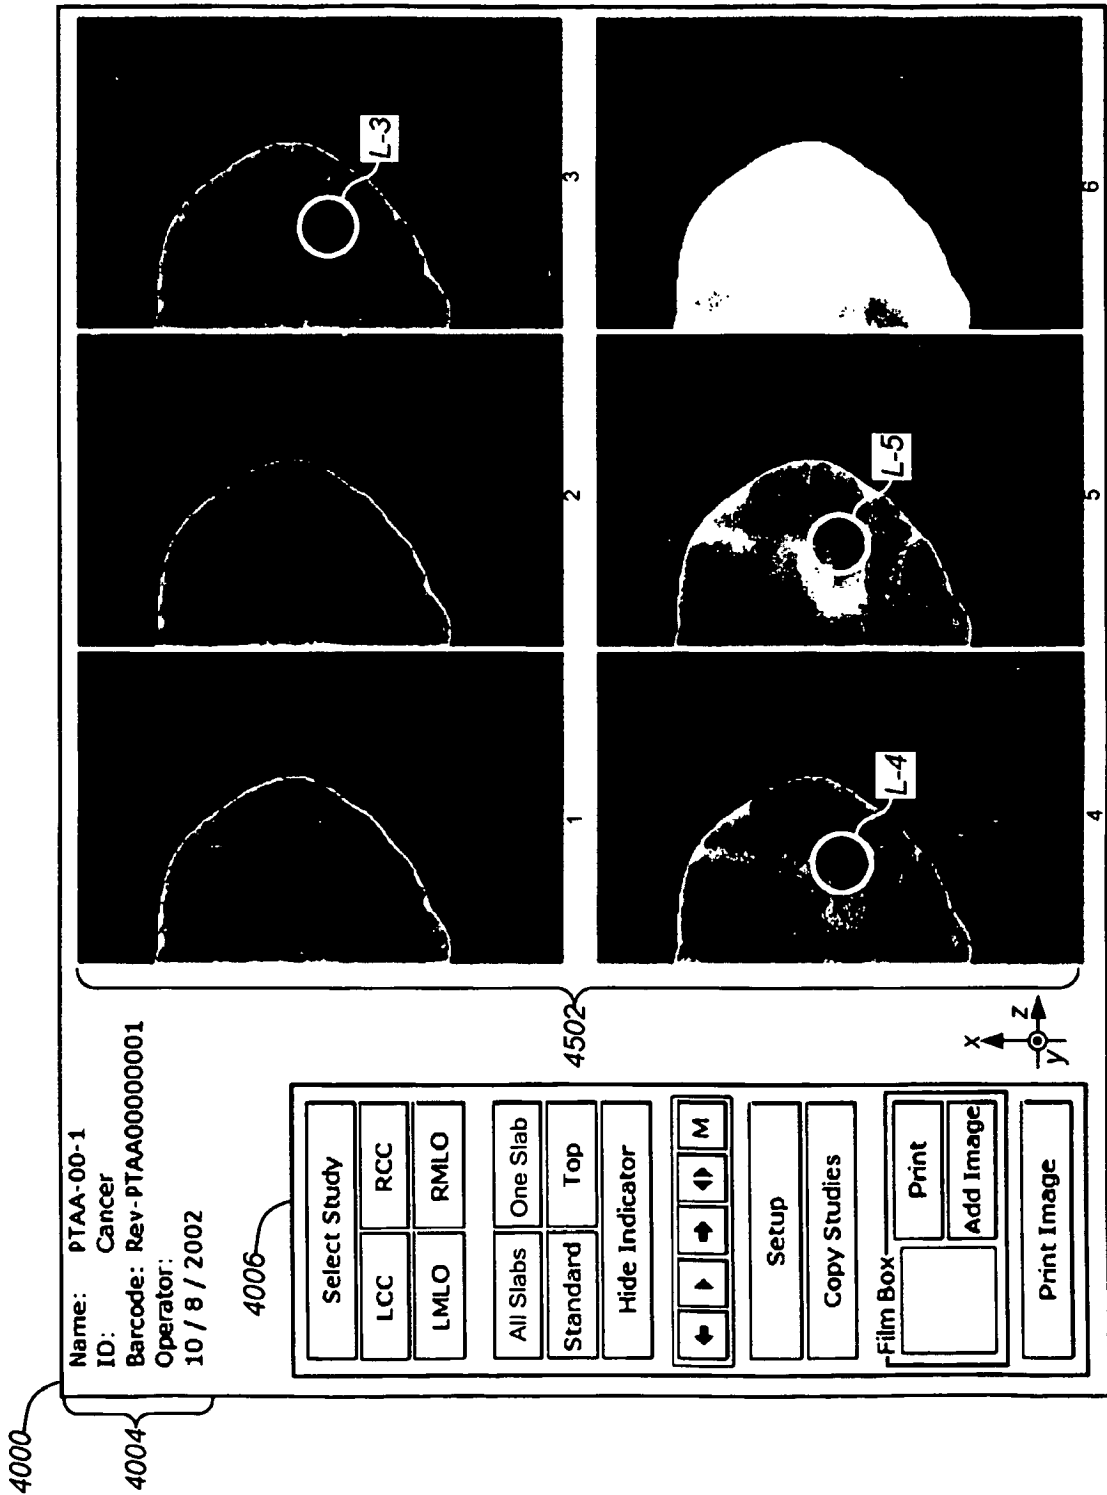 4000
4004
Name: PTAA-00-1
ID: Cancer
Barcode: Rev-PTAA00000001
Operator:
10 / 8 / 2002
4006
Select Study
LCC RCC
LMLO RMLO
All Slabs One Slab
Standard Top
Hide Indicator
M
Setup
Copy Studies
Film Box
Print
Add Image
Print Image
x
y
z
4502
1
2
3
L-3
4
L-4
5
L-5
6